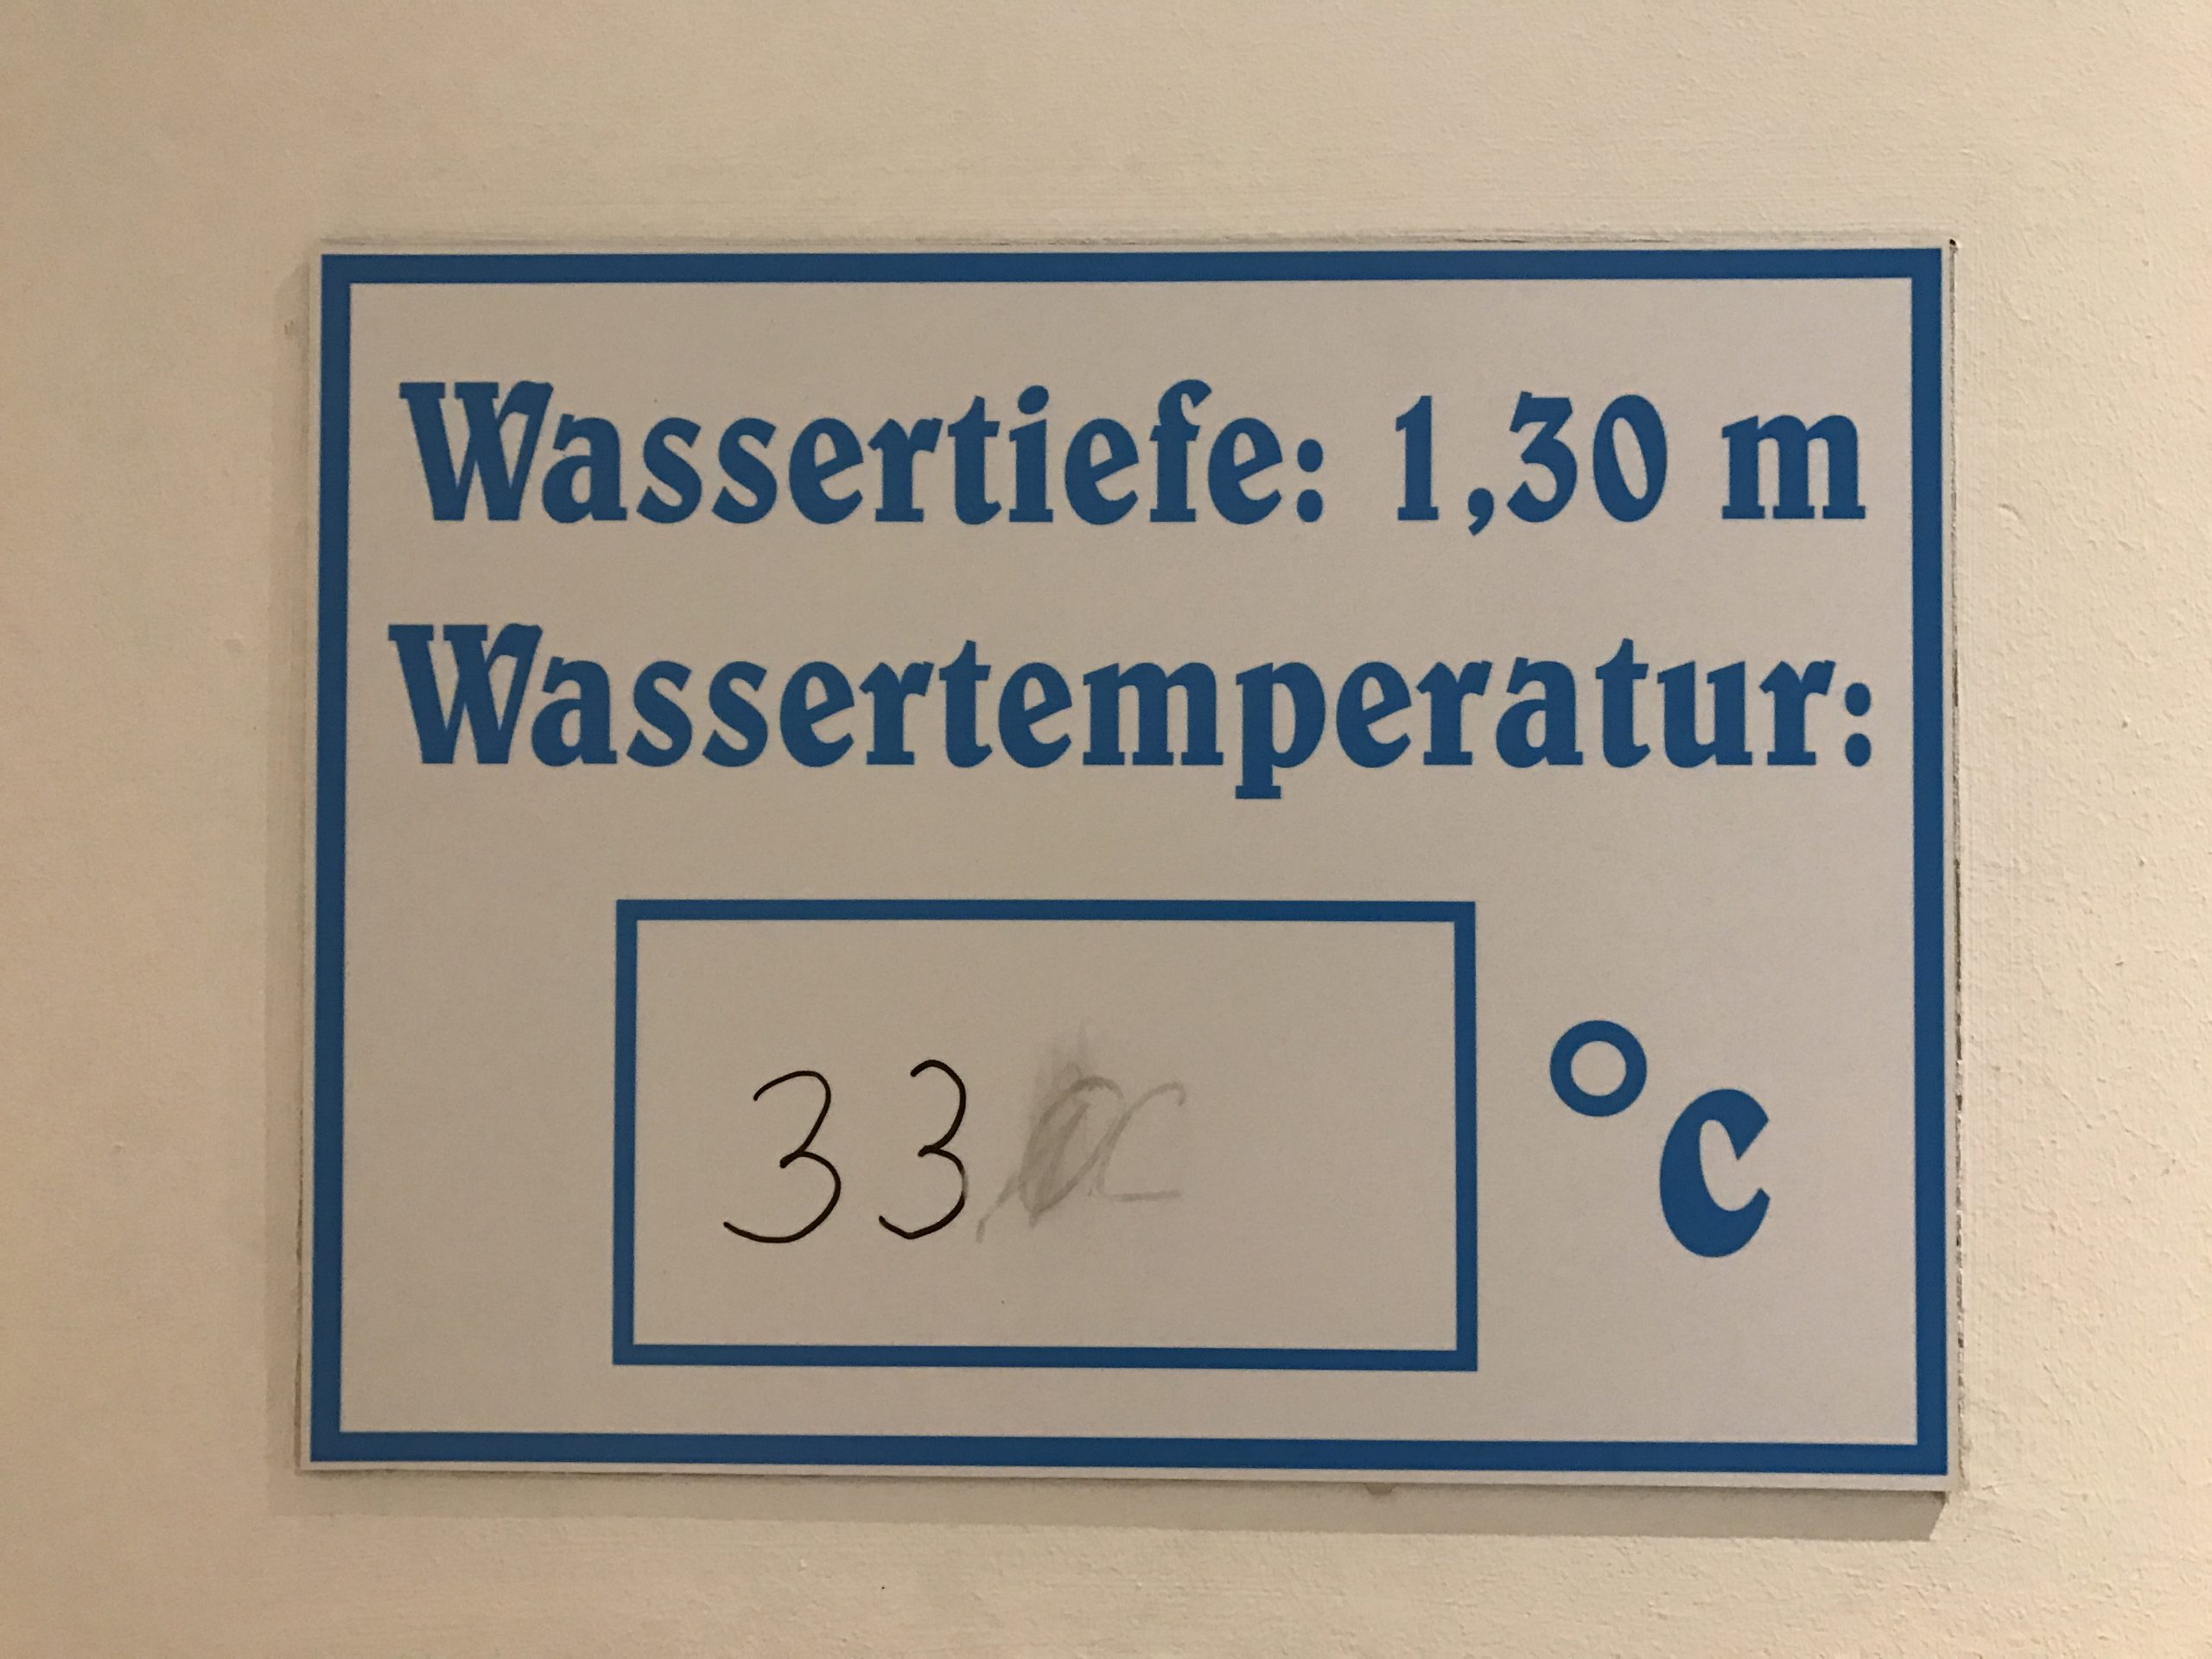 Wassertiefe: 1,30 m
Wassertemperatur:
33 °C